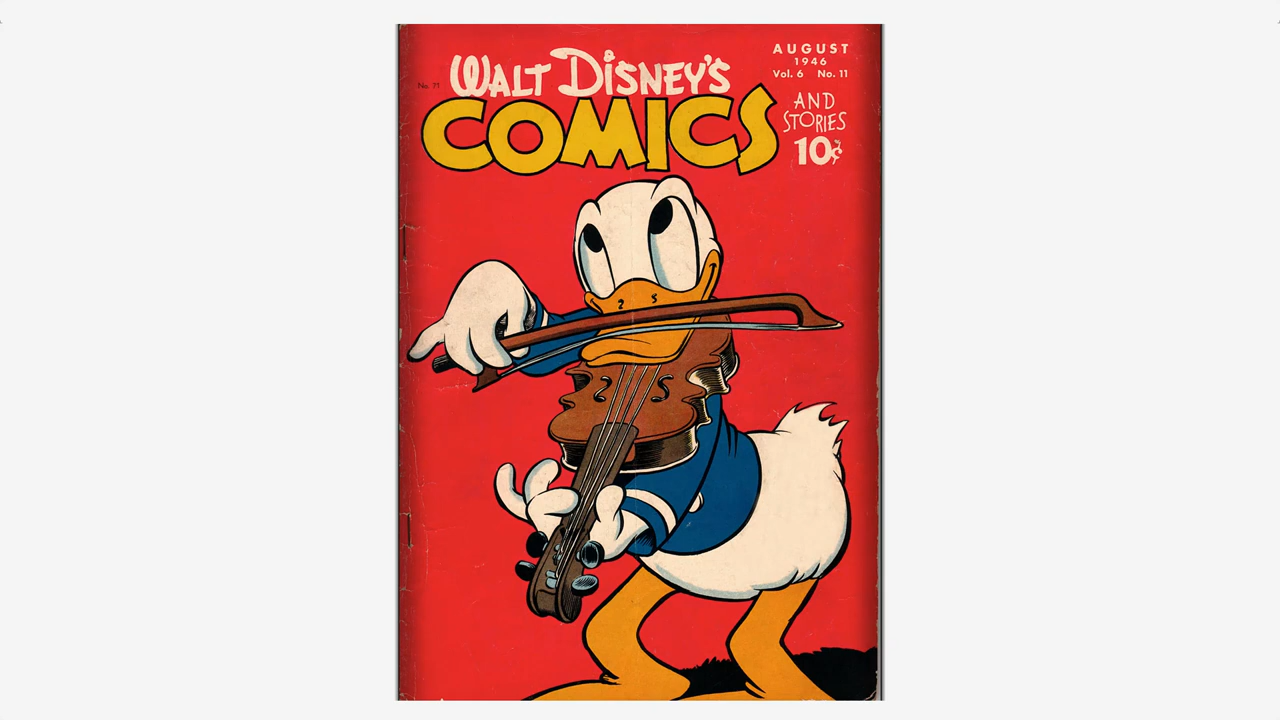 No. 71
WALT DISNEY'S
COMICS
AUGUST
1946
Vol. 6 No. 11
AND
STORIES
10¢